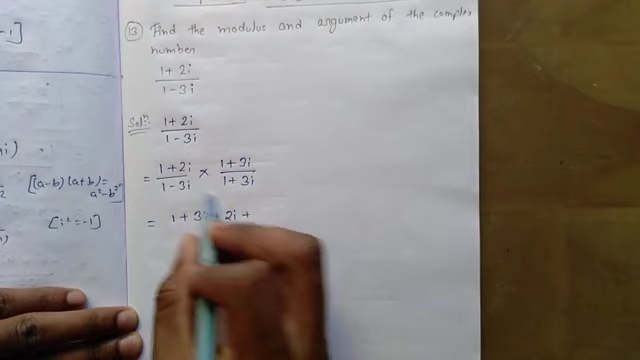 -1]
(13) Find the modulus and argument of the complex
number
1+2i
1-3i
Sol:- 1+2i
1-3i
= 1+2i × 1+3i
1-3i 1+3i
[(a-b)(a+b)=
a²-b²]
[i²=-1]
= 1+3i+2i+